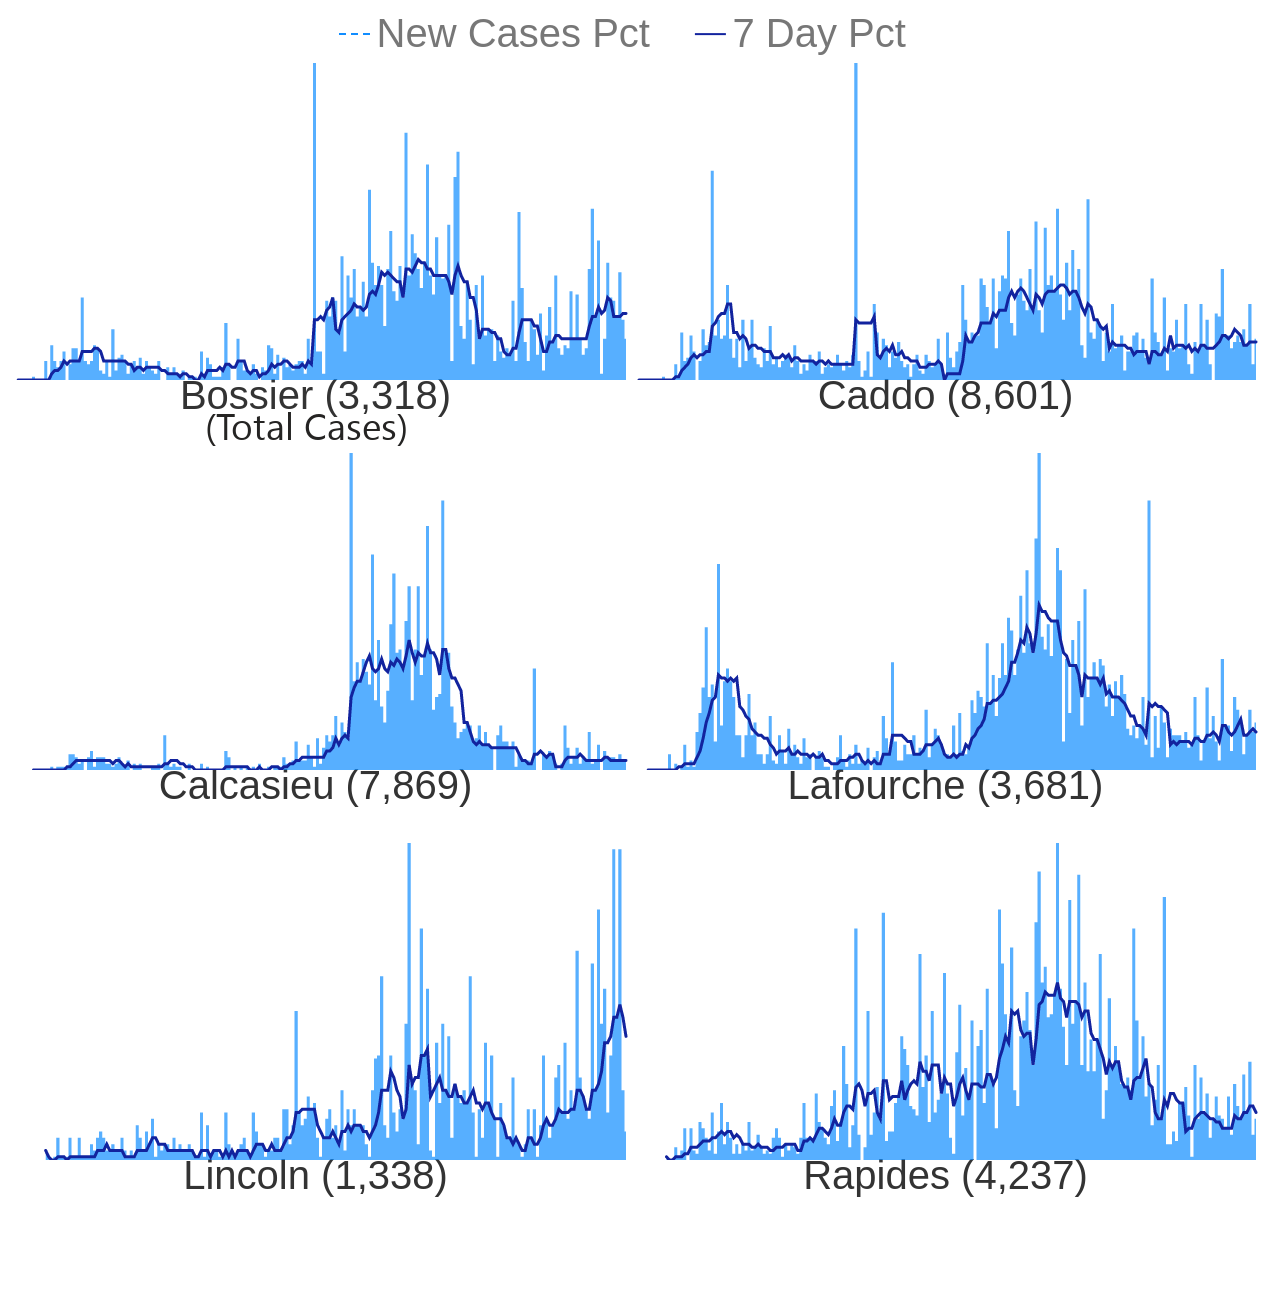 New Cases Pct 7 Day Pct
Bossier (3,318) Caddo (8,601)
(Total Cases)
Calcasieu (7,869) Lafourche (3,681)
Lincoln (1,338) Rapides (4,237)